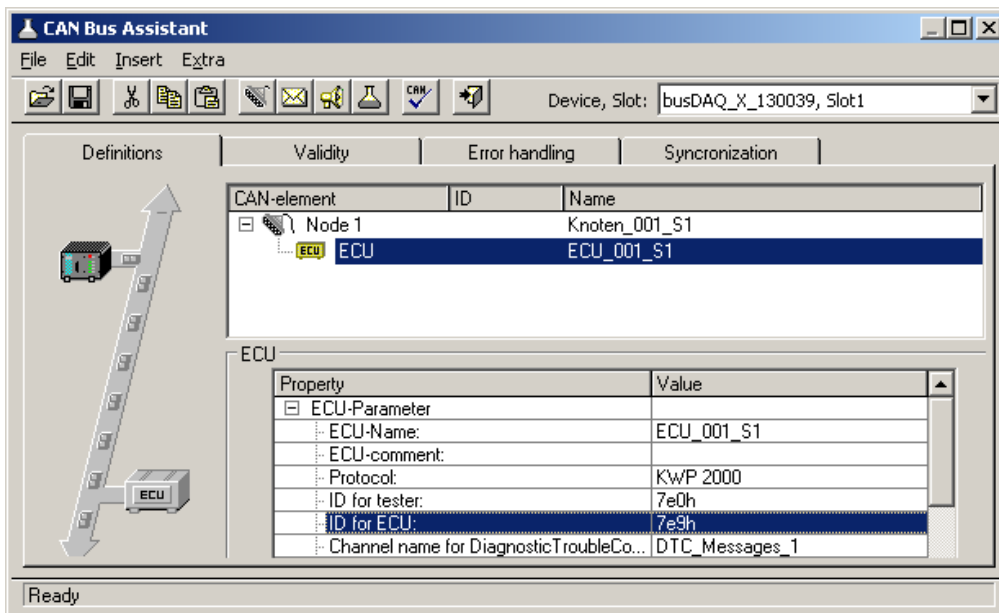 CAN Bus Assistant
File Edit Insert Extra
CAN Device, Slot: busDAQ_X_130039, Slot1
Definitions Validity Error handling Syncronization
CAN-element ID Name
Node 1 Knoten_001_S1
ECU ECU ECU_001_S1
ECU
Property Value
ECU-Parameter
ECU-Name: ECU_001_S1
ECU-comment:
Protocol: KWP 2000
ID for tester: 7e0h
ID for ECU: 7e9h
Channel name for DiagnosticTroubleCo... DTC_Messages_1
ECU
Ready